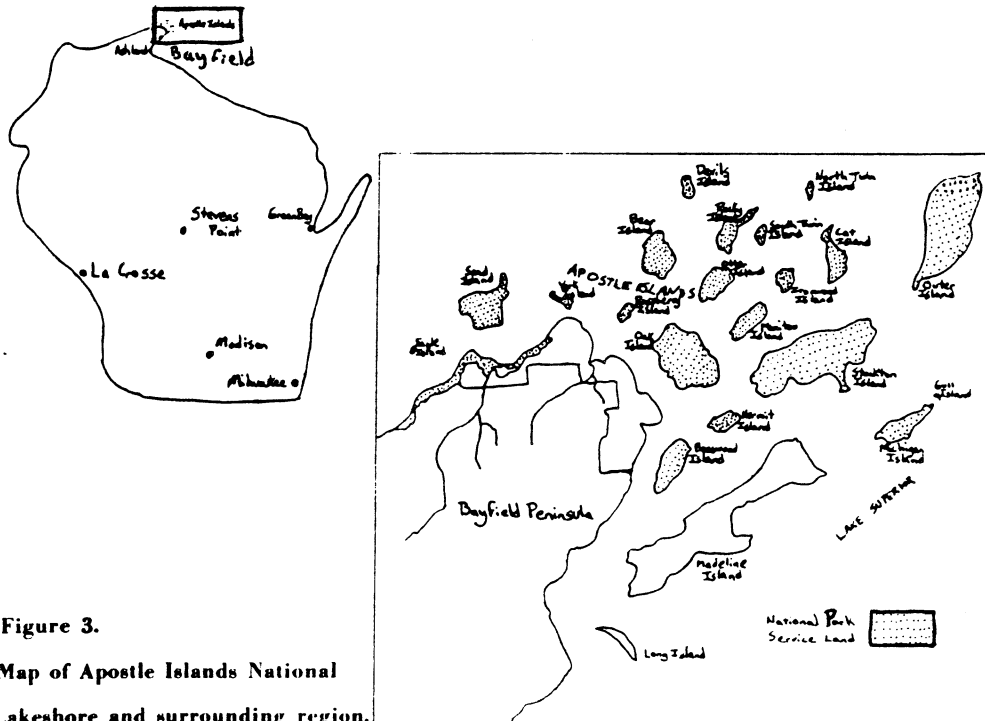 Apostle Islands
Ashland
Bayfield
Stevens
Point
Green Bay
La Crosse
Madison
Milwaukee
Devils
Island
North Twin
Island
Rocky
Island
South Twin
Island
Cat
Island
Bear
Island
Otter
Island
Ironwood
Island
Outer
Island
Sand
Island
York
Island
APOSTLE ISLANDS
Raspberry
Island
Manitou
Island
Oak
Island
Stockton
Island
Eagle
Island
Gull
Island
Hermit
Island
Michigan
Island
Basswood
Island
LAKE SUPERIOR
Bayfield Peninsula
Madeline
Island
National Park
Service Land
Long Island
Figure 3.
Map of Apostle Islands National
Lakeshore and surrounding region.